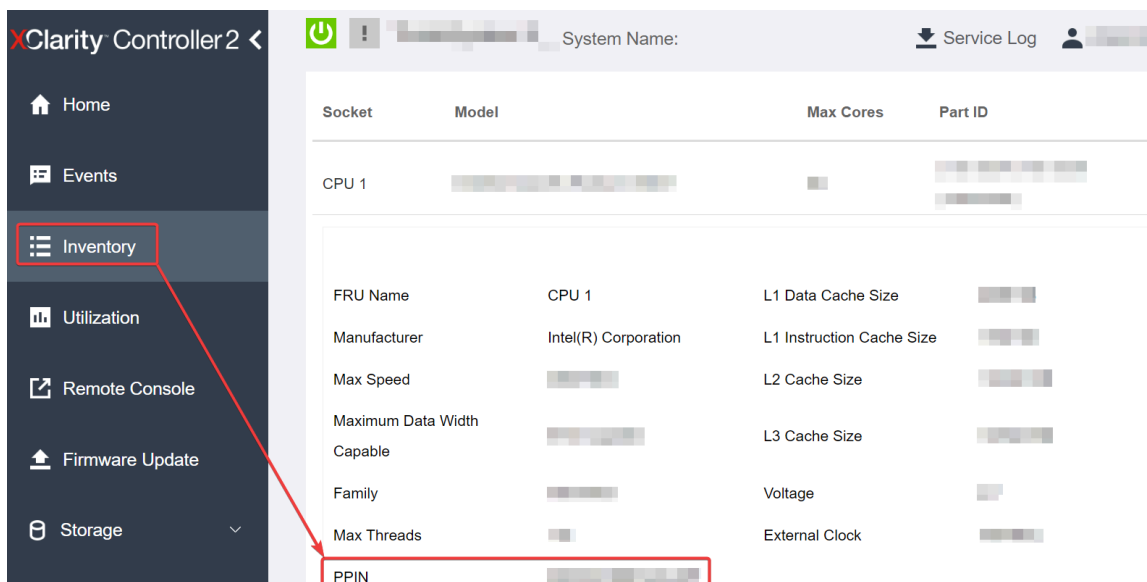 XClarity Controller 2
System Name:
Service Log
Home
Events
Inventory
Utilization
Remote Console
Firmware Update
Storage
Socket Model Max Cores Part ID
CPU 1
FRU Name CPU 1 L1 Data Cache Size
Manufacturer Intel(R) Corporation L1 Instruction Cache Size
Max Speed L2 Cache Size
Maximum Data Width
Capable
L3 Cache Size
Family Voltage
Max Threads External Clock
PPIN